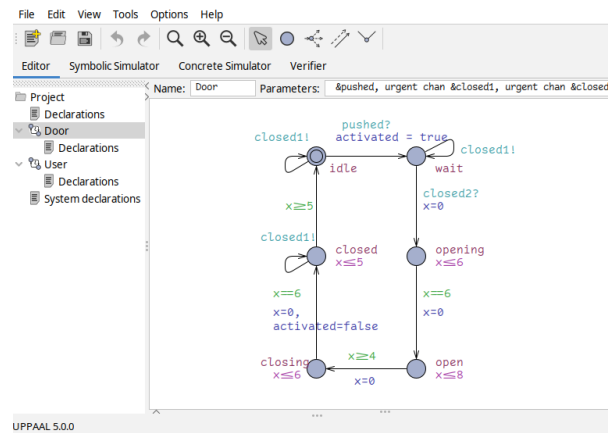 File Edit View Tools Options Help
Editor Symbolic Simulator Concrete Simulator Verifier
Project
Declarations
Door
Declarations
User
Declarations
System declarations
Name: Door Parameters: &pushed, urgent chan &closed1, urgent chan &closed
pushed?
closed1! activated = true closed1!
idle wait
closed2?
x≥5 x=0
closed1!
closed opening
x≤5 x≤6
x==6 x==6
x=0, x=0
activated=false
x≥4
closing open
x≤6 x≤8
x=0
UPPAAL 5.0.0